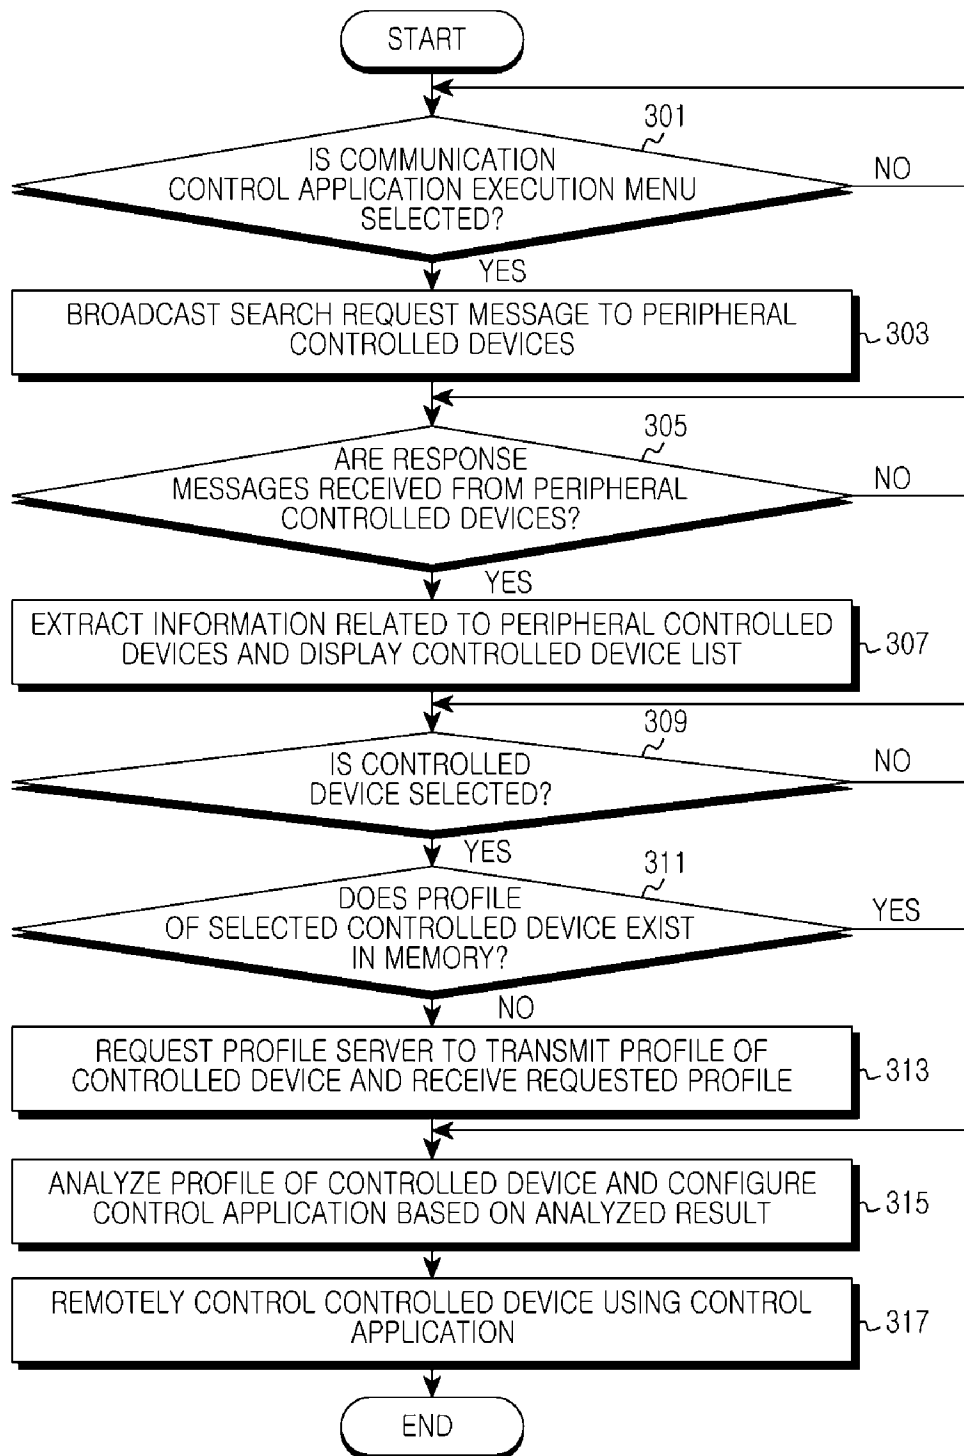 START
301
IS COMMUNICATION
CONTROL APPLICATION EXECUTION MENU
SELECTED?
NO
YES
BROADCAST SEARCH REQUEST MESSAGE TO PERIPHERAL
CONTROLLED DEVICES
303
305
ARE RESPONSE
MESSAGES RECEIVED FROM PERIPHERAL
CONTROLLED DEVICES?
NO
YES
EXTRACT INFORMATION RELATED TO PERIPHERAL CONTROLLED
DEVICES AND DISPLAY CONTROLLED DEVICE LIST
307
309
IS CONTROLLED
DEVICE SELECTED?
NO
YES
311
DOES PROFILE
OF SELECTED CONTROLLED DEVICE EXIST
IN MEMORY?
YES
NO
REQUEST PROFILE SERVER TO TRANSMIT PROFILE OF
CONTROLLED DEVICE AND RECEIVE REQUESTED PROFILE
313
ANALYZE PROFILE OF CONTROLLED DEVICE AND CONFIGURE
CONTROL APPLICATION BASED ON ANALYZED RESULT
315
REMOTELY CONTROL CONTROLLED DEVICE USING CONTROL
APPLICATION
317
END